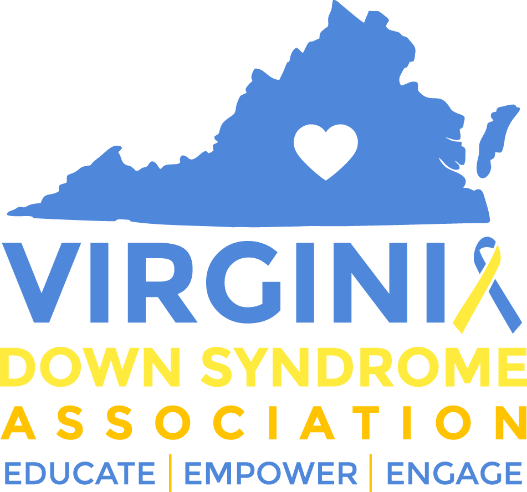 VIRGINIA
DOWN SYNDROME
ASSOCIATION
EDUCATE | EMPOWER | ENGAGE